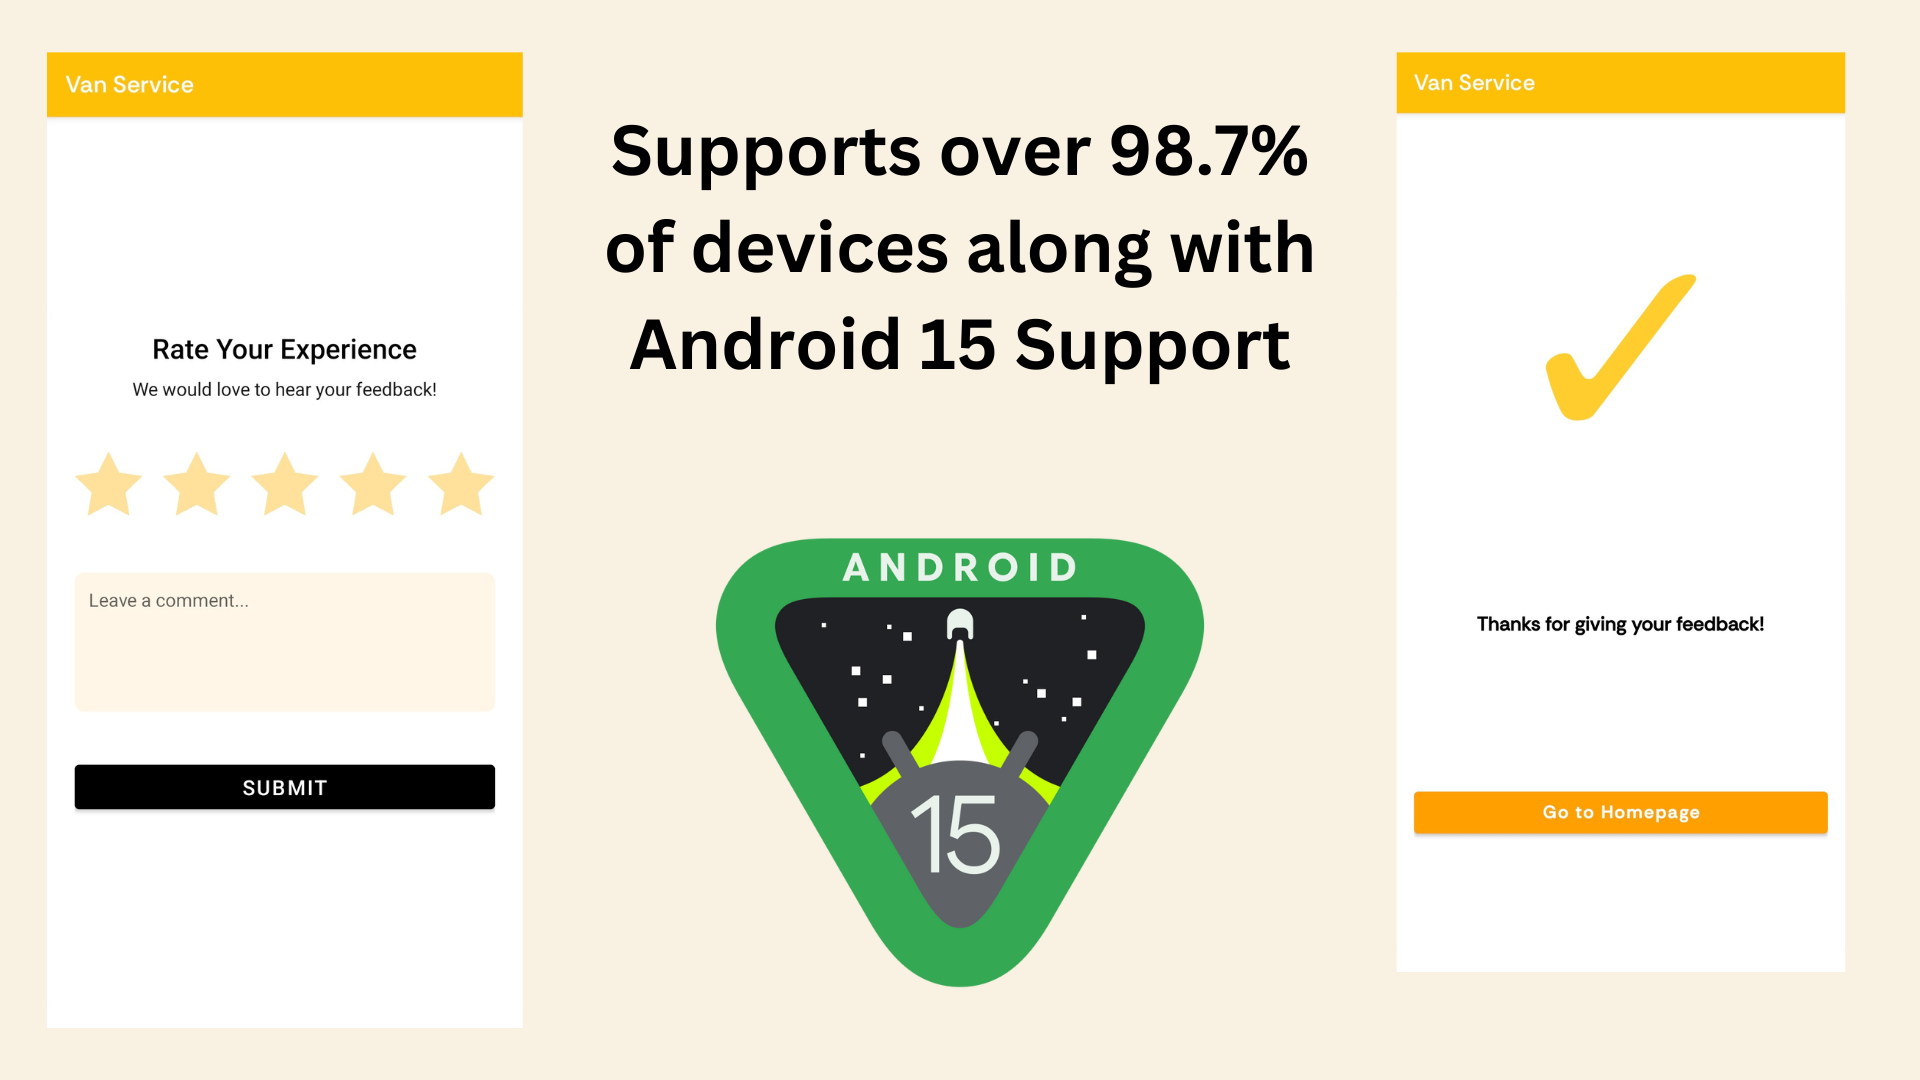 Van Service
Rate Your Experience
We would love to hear your feedback!
Leave a comment...
SUBMIT
Supports over 98.7%
of devices along with
Android 15 Support
ANDROID
15
Van Service
Thanks for giving your feedback!
Go to Homepage